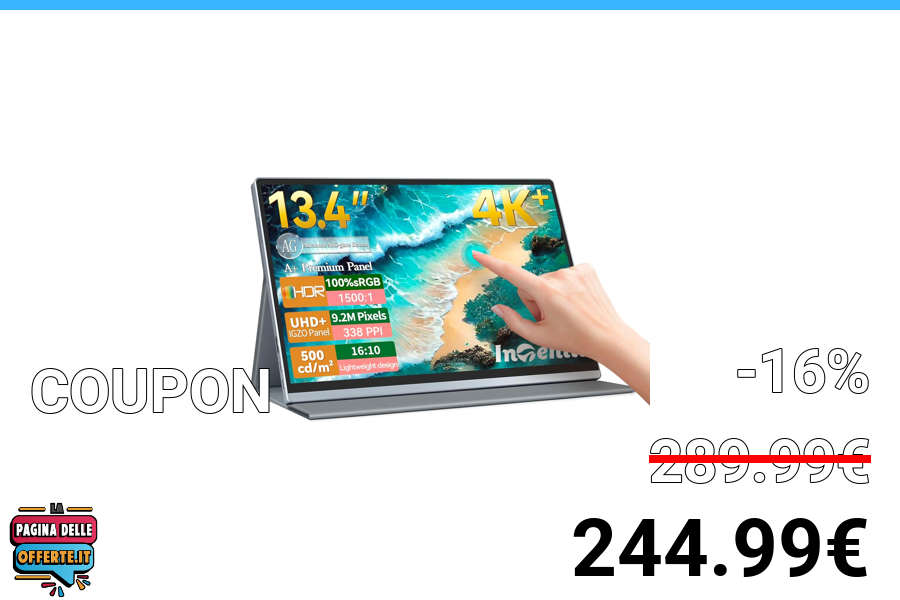 13,4"
4K+
AG
A+ Premium Panel
HDR
100%sRGB
1500:1
UHD+
IGZO Panel
9.2M Pixels
338 PPI
500
cd/m²
16:10
Lightweight design
COUPON
-16%
289.99€
244.99€
LA
PAGINA DELLE
OFFERTE.IT